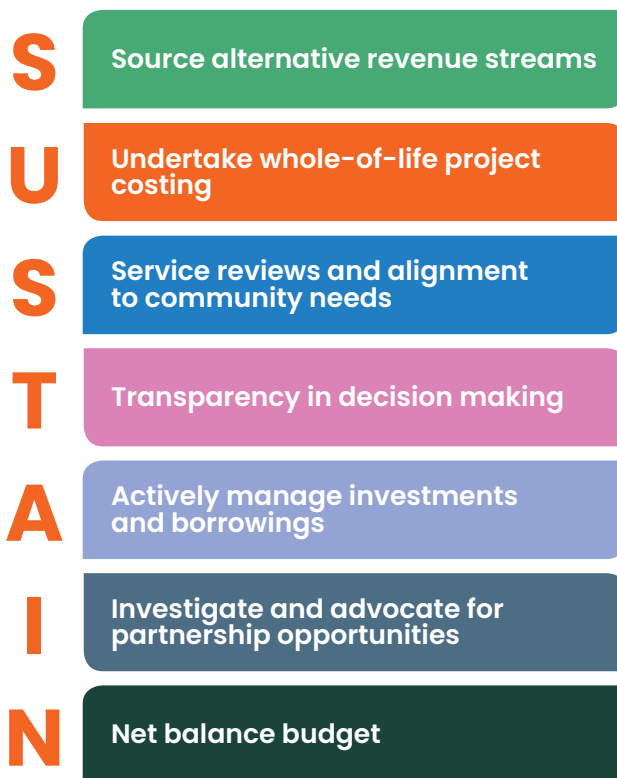 S
Source alternative revenue streams
U
Undertake whole-of-life project
costing
S
Service reviews and alignment
to community needs
T
Transparency in decision making
A
Actively manage investments
and borrowings
I
Investigate and advocate for
partnership opportunities
N
Net balance budget